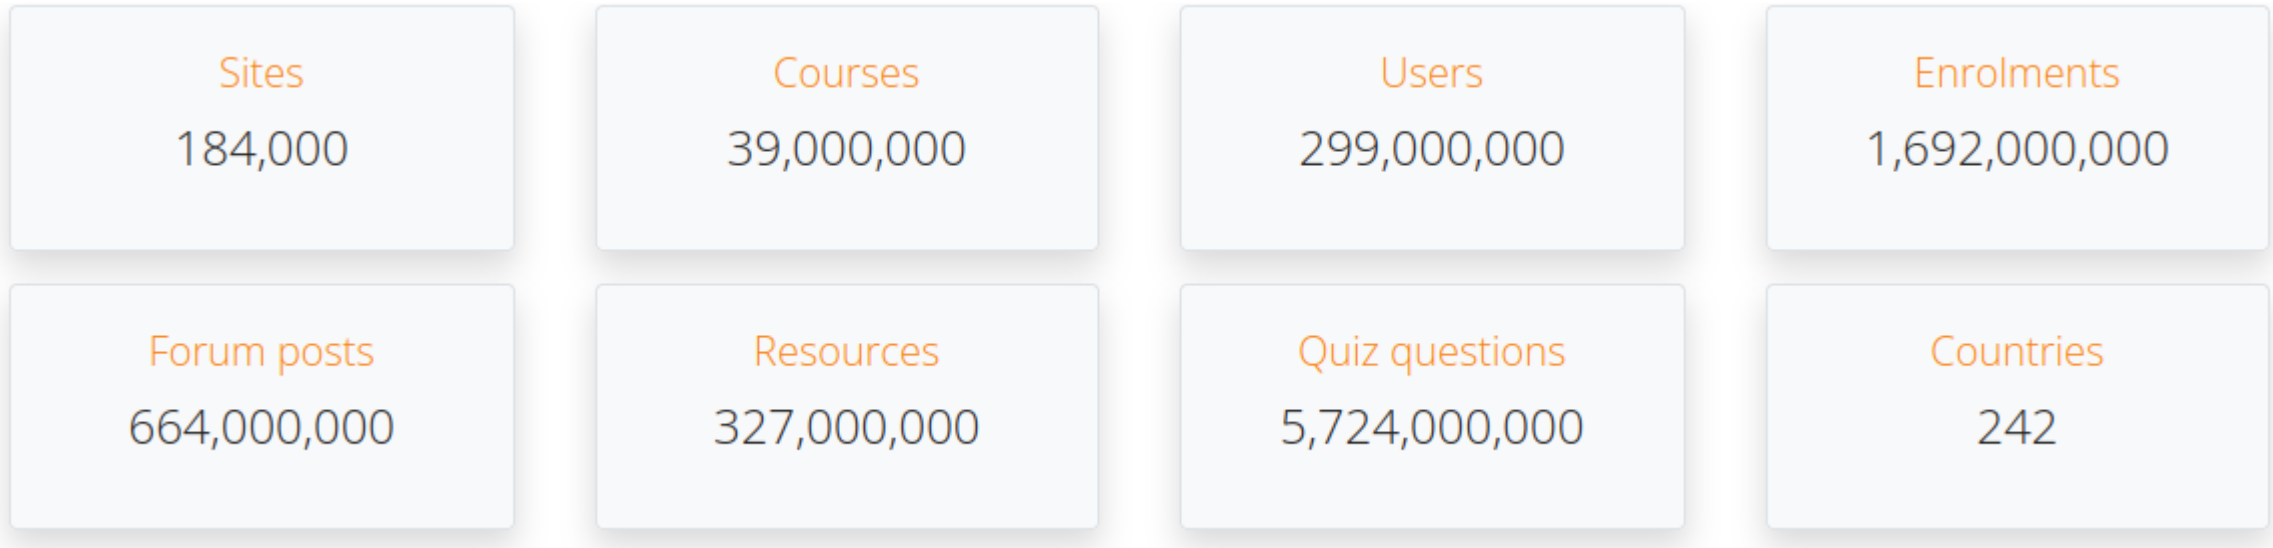 Sites
184,000
Courses
39,000,000
Users
299,000,000
Enrolments
1,692,000,000
Forum posts
664,000,000
Resources
327,000,000
Quiz questions
5,724,000,000
Countries
242